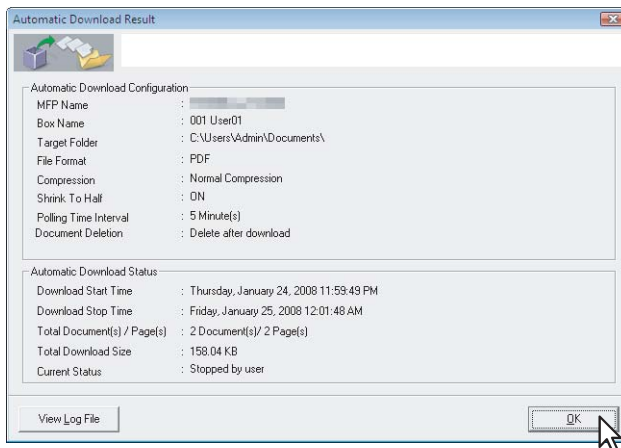 Automatic Download Result
Automatic Download Configuration
MFP Name :
Box Name : 001 User01
Target Folder : C:\Users\Admin\Documents\
File Format : PDF
Compression : Normal Compression
Shrink To Half : ON
Polling Time Interval : 5 Minute(s)
Document Deletion : Delete after download
Automatic Download Status
Download Start Time : Thursday, January 24, 2008 11:59:49 PM
Download Stop Time : Friday, January 25, 2008 12:01:48 AM
Total Document(s) / Page(s) : 2 Document(s)/ 2 Page(s)
Total Download Size : 158.04 KB
Current Status : Stopped by user
View Log File OK